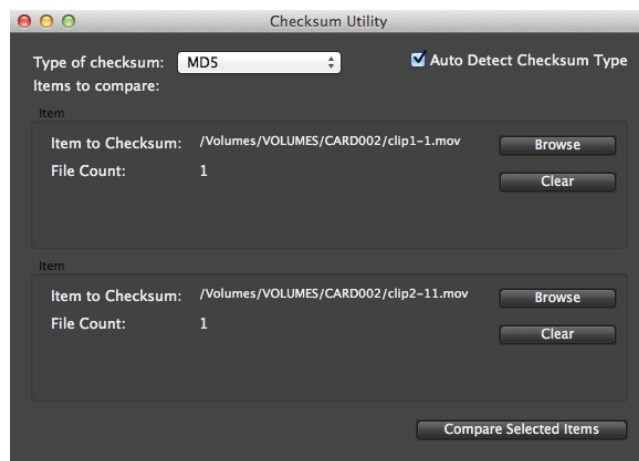 Checksum Utility
Type of checksum: MD5 Auto Detect Checksum Type
Items to compare:
Item
Item to Checksum: /Volumes/VOLUMES/CARD002/clip1-1.mov Browse
File Count: 1 Clear
Item
Item to Checksum: /Volumes/VOLUMES/CARD002/clip2-11.mov Browse
File Count: 1 Clear
Compare Selected Items